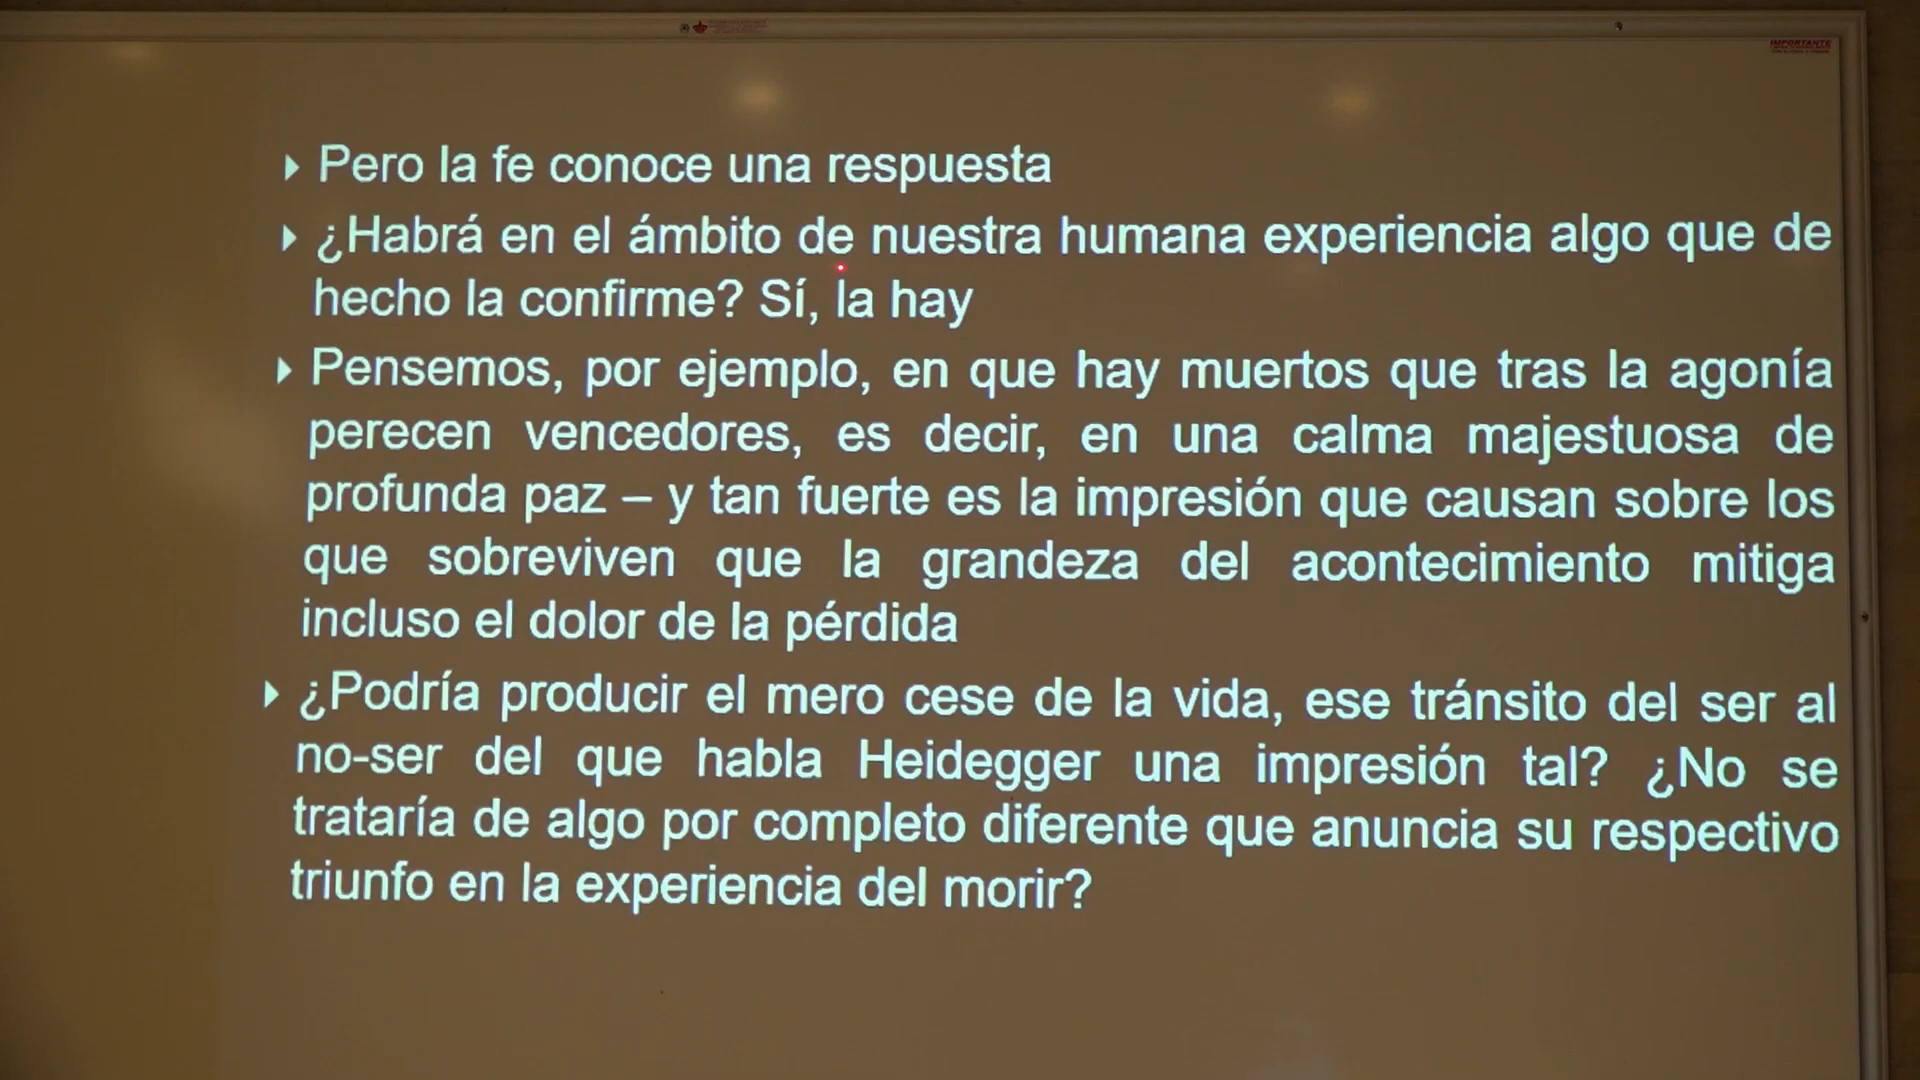 IMPORTANTE
Pero la fe conoce una respuesta
¿Habrá en el ámbito de nuestra humana experiencia algo que de
hecho la confirme? Sí, la hay
Pensemos, por ejemplo, en que hay muertos que tras la agonía
perecen vencedores, es decir, en una calma majestuosa de
profunda paz – y tan fuerte es la impresión que causan sobre los
que sobreviven que la grandeza del acontecimiento mitiga
incluso el dolor de la pérdida
¿Podría producir el mero cese de la vida, ese tránsito del ser al
no-ser del que habla Heidegger una impresión tal? ¿No se
trataría de algo por completo diferente que anuncia su respectivo
triunfo en la experiencia del morir?